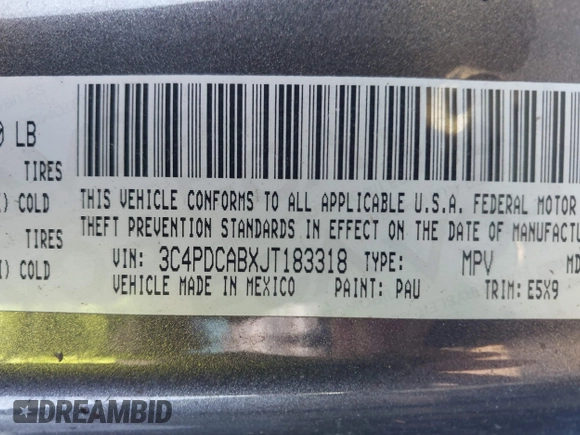 LB
TIRES
) COLD
TIRES
) COLD
THIS VEHICLE CONFORMS TO ALL APPLICABLE U.S.A. FEDERAL MOTOR
THEFT PREVENTION STANDARDS IN EFFECT ON THE DATE OF MANUFACTU
VIN: 3C4PDCABXJT183318 TYPE: MPV MD
VEHICLE MADE IN MEXICO PAINT: PAU TRIM: E5X9
DREAMBID